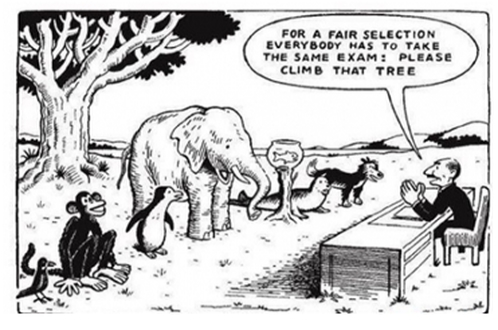 FOR A FAIR SELECTION
EVERYBODY HAS TO TAKE
THE SAME EXAM: PLEASE
CLIMB THAT TREE